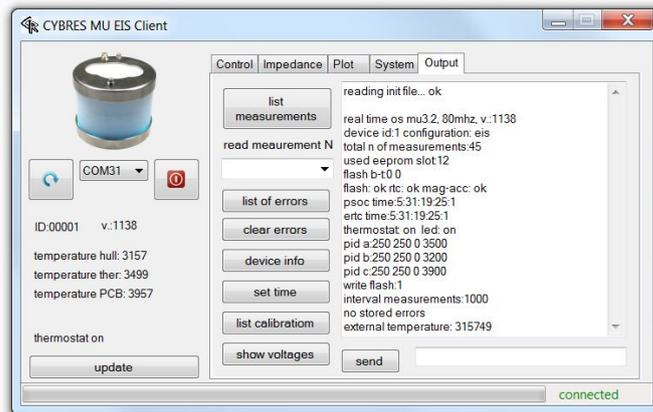 CYBRES MU EIS Client
COM31
ID:00001 v.:1138
temperature hull: 3157
temperature ther: 3499
temperature PCB: 3957
thermostat on
update
Control Impedance Plot System Output
list
measurements
read meaurement N
list of errors
clear errors
device info
set time
list calibratiom
show voltages
reading init file... ok
real time os mu3.2, 80mhz, v.:1138
device id:1 configuration: eis
total n of measurements:45
used eeprom slot:12
flash b-t:0 0
flash: ok rtc: ok mag-acc: ok
psoc time:5:31:19:25:1
ertc time:5:31:19:25:1
thermostat: on led: on
pid a:250 250 0 3500
pid b:250 250 0 3200
pid c:250 250 0 3900
write flash:1
interval measurements:1000
no stored errors
external temperature: 315749
send
connected